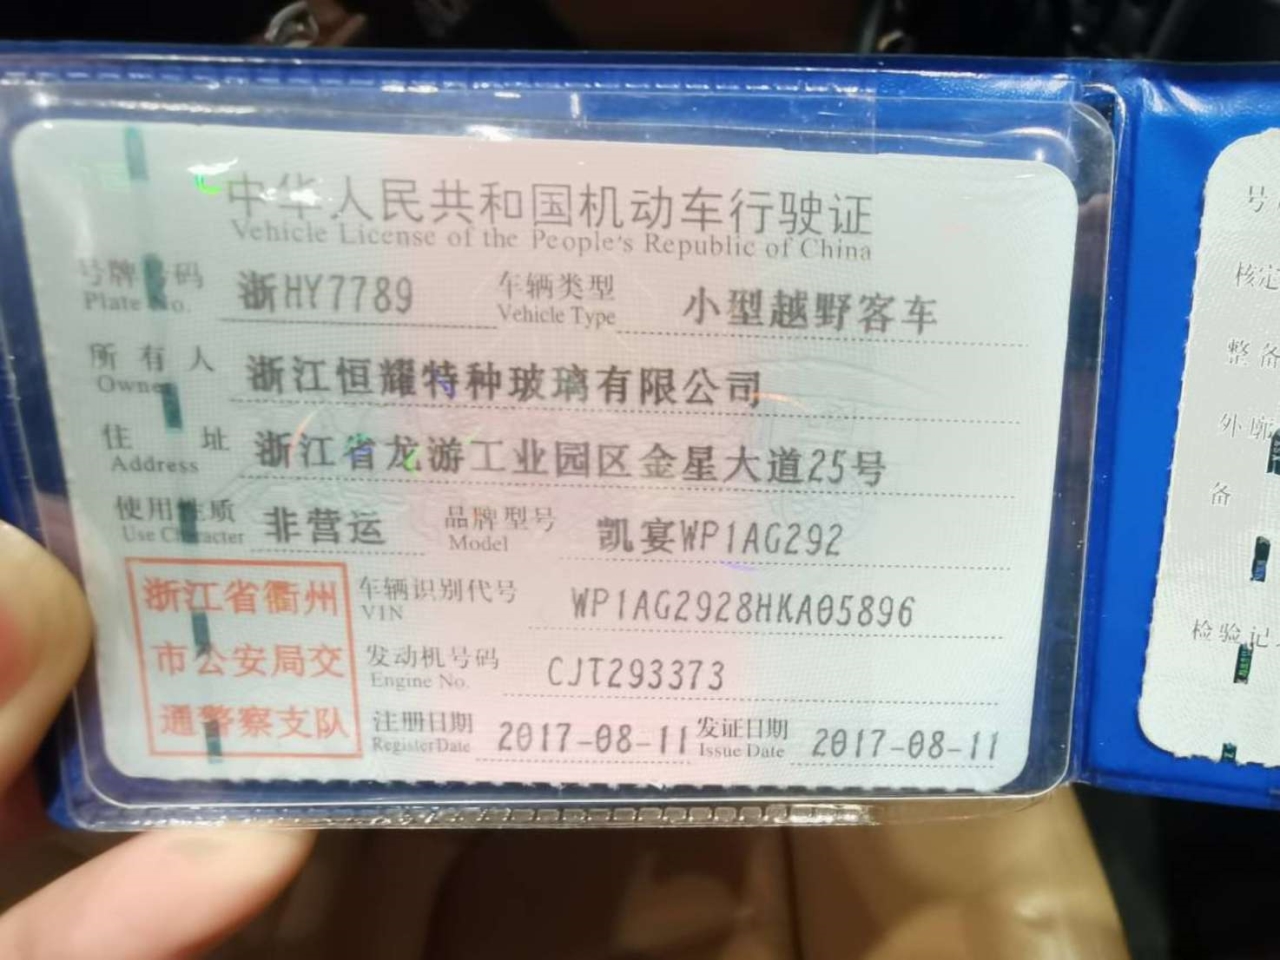 中华人民共和国机动车行驶证
Vehicle License of the People's Republic of China
号牌号码 浙HY7789 车辆类型 小型越野客车
Plate No. Vehicle Type
所有人 浙江恒耀特种玻璃有限公司
Owner
住址 浙江省龙游工业园区金星大道25号
Address
使用性质 非营运 品牌型号 凯宴WP1AG292
Use Character Model
车辆识别代号 WP1AG2928HKA05896
VIN
发动机号码 CJT293373
Engine No.
注册日期 2017-08-11 发证日期 2017-08-11
Register Date Issue Date
浙江省衢州
市公安局交
通警察支队
号
核定
整备
外廓
备
检验记